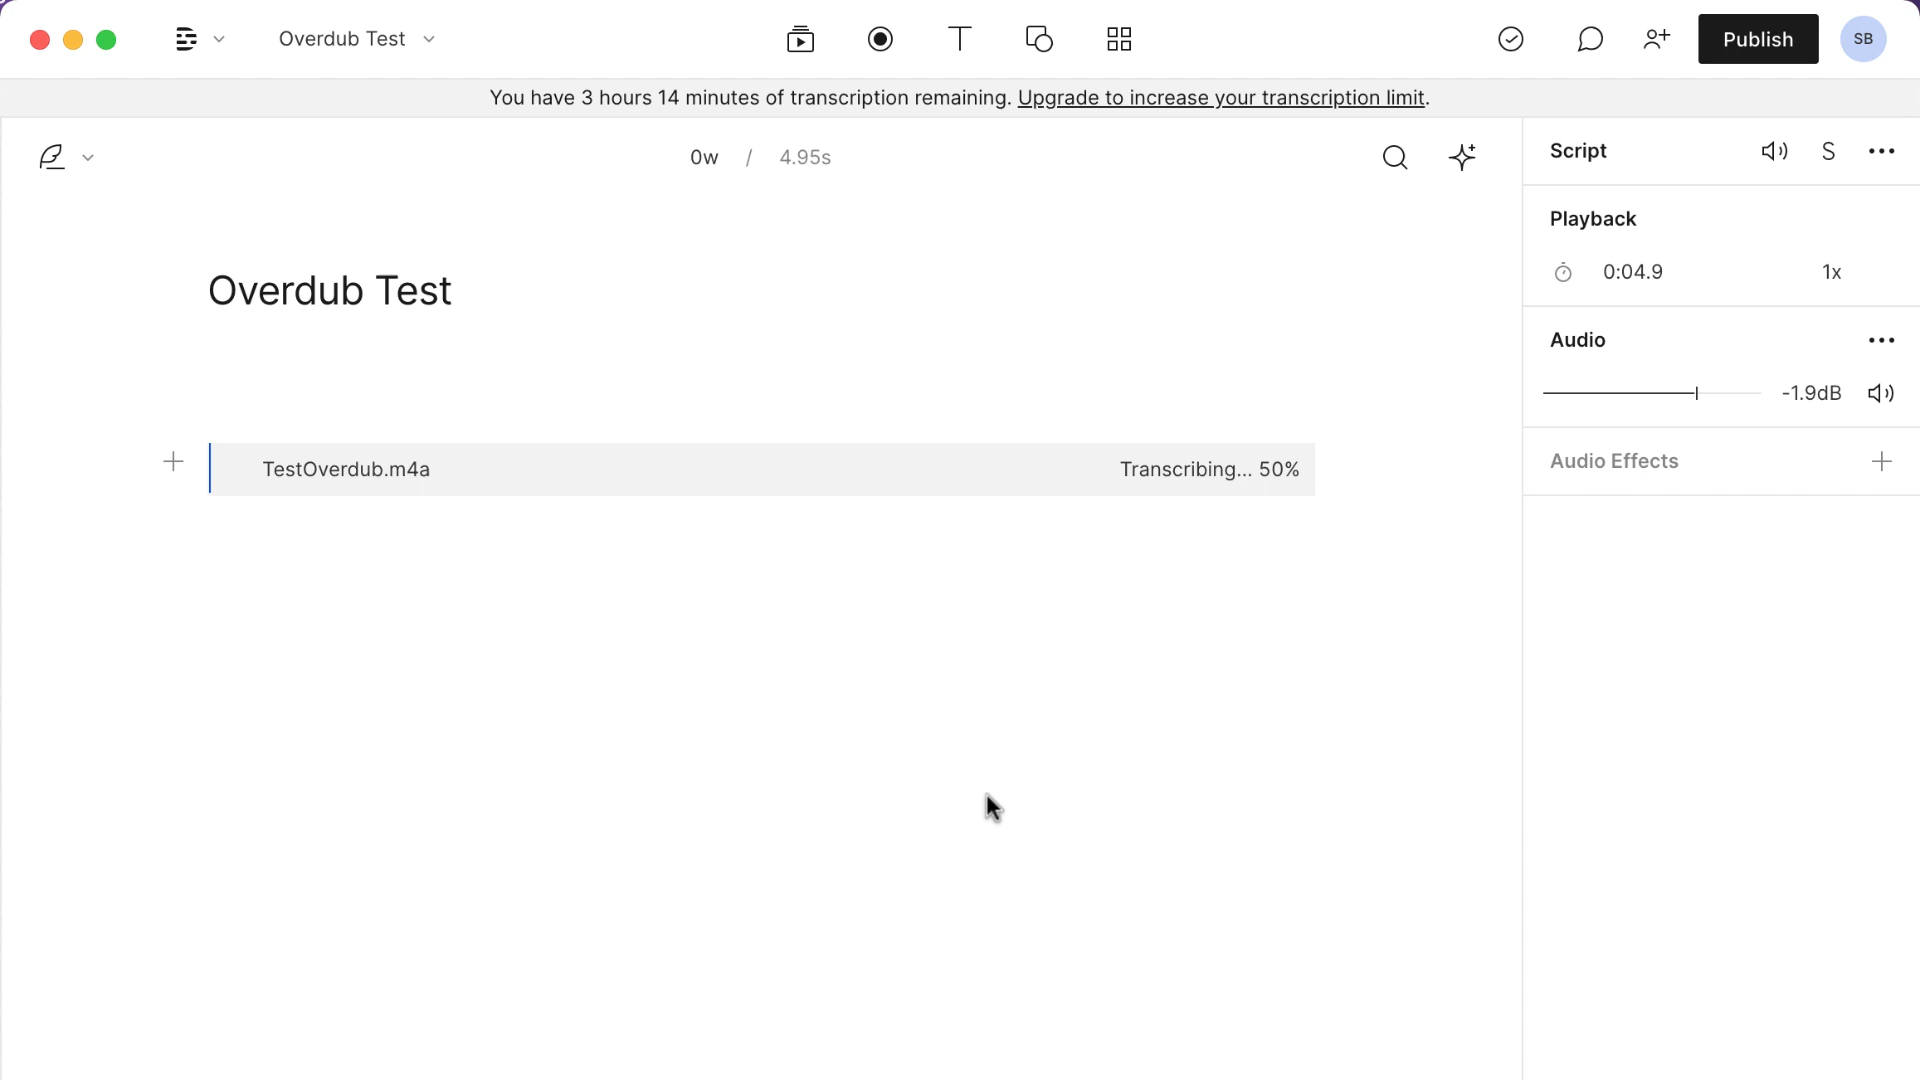 Overdub Test
Publish
SB
You have 3 hours 14 minutes of transcription remaining. Upgrade to increase your transcription limit.
0w / 4.95s
Script
S
Playback
0:04.9
1x
Overdub Test
Audio
-1.9dB
TestOverdub.m4a
Transcribing... 50%
Audio Effects